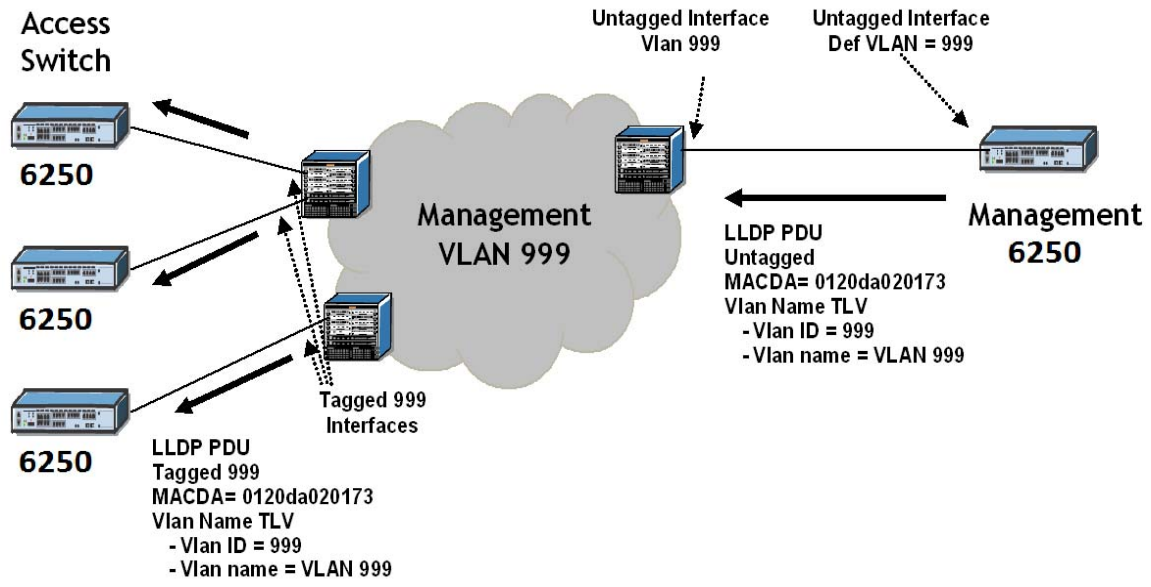 Access
Switch
6250
6250
6250
Untagged Interface
Vlan 999
Untagged Interface
Def VLAN = 999
Management
VLAN 999
Management
6250
LLDP PDU
Untagged
MACDA= 0120da020173
Vlan Name TLV
- Vlan ID = 999
- Vlan name = VLAN 999
Tagged 999
Interfaces
LLDP PDU
Tagged 999
MACDA= 0120da020173
Vlan Name TLV
- Vlan ID = 999
- Vlan name = VLAN 999